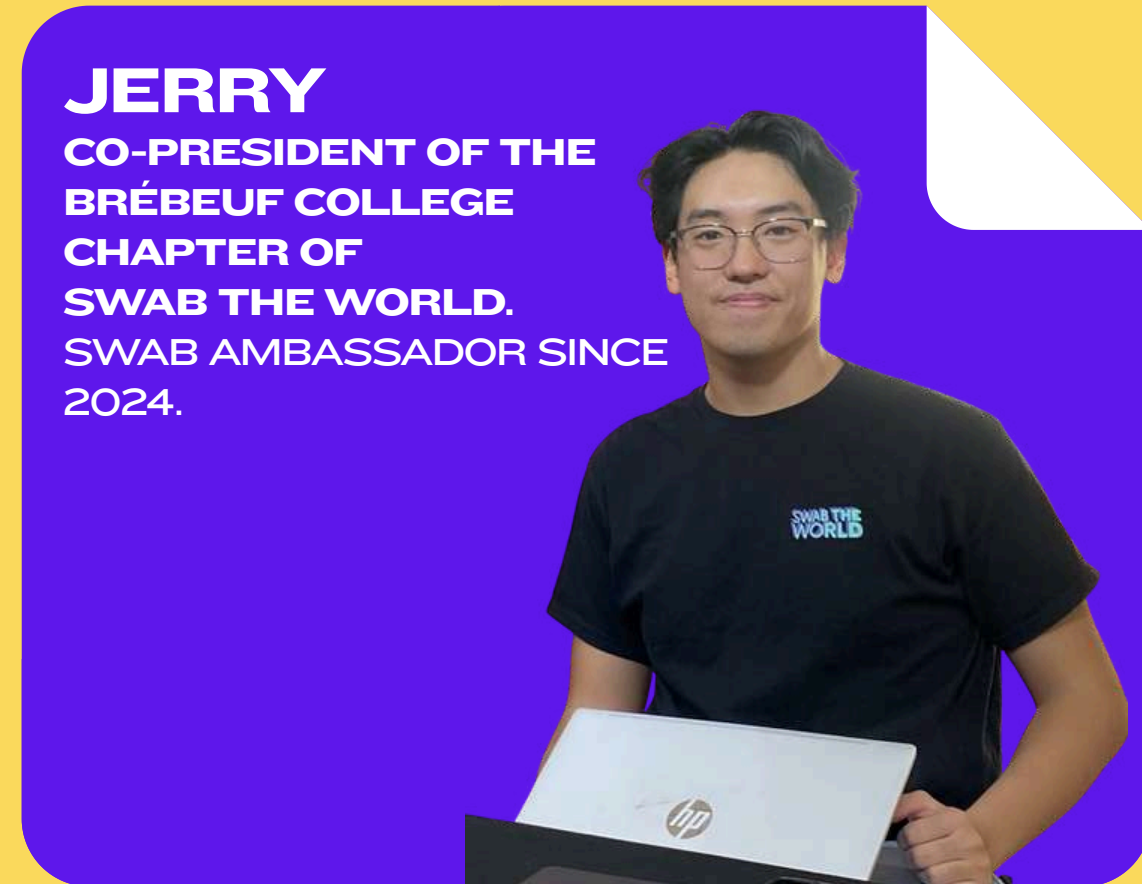 JERRY
CO-PRESIDENT OF THE
BRÉBEUF COLLEGE
CHAPTER OF
SWAB THE WORLD.
SWAB AMBASSADOR SINCE
2024.
SWAB THE
WORLD
hp